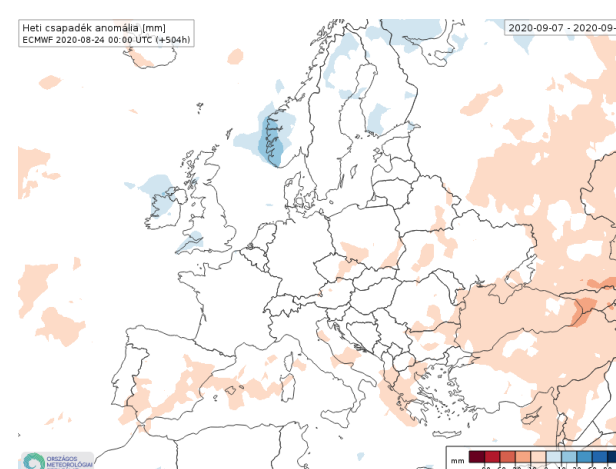 Heti csapadék anomália [mm]
ECMWF 2020-08-24 00:00 UTC (+504h)
2020-09-07 - 2020-09-
ORSZÁGOS
METEOROLÓGIAI
mm